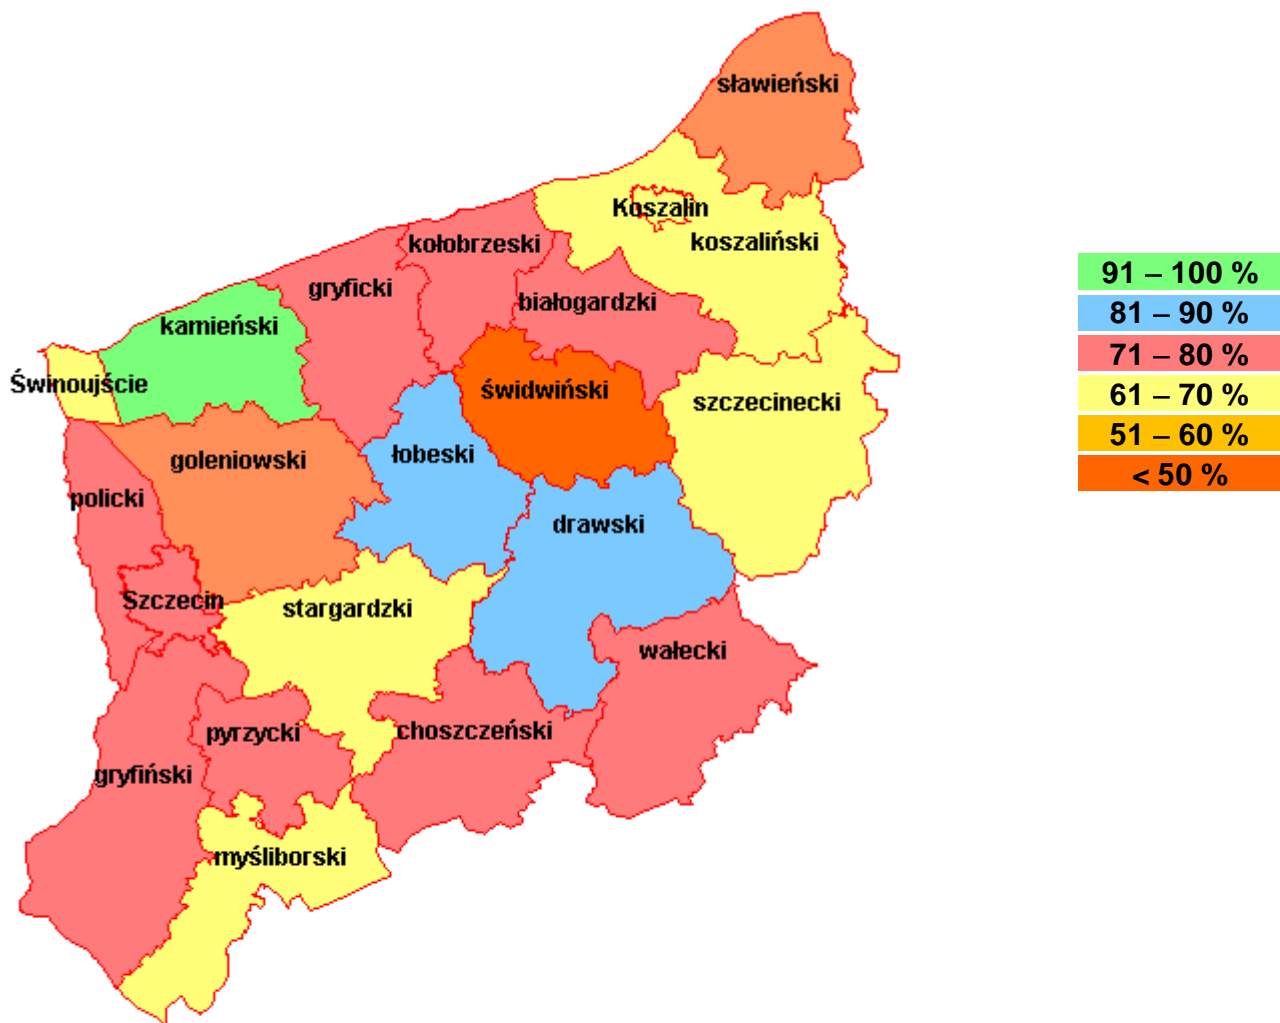 sławieński
Koszalin
koszaliński
kołobrzeski
gryficki
białogardzki
kamieński
Świnoujście
świdwiński
szczecinecki
goleniowski
łobeski
policki
drawski
Szczecin
stargardzki
wałecki
pyrzycki
choszczeński
gryfiński
myśliborski
91 – 100 %
81 – 90 %
71 – 80 %
61 – 70 %
51 – 60 %
< 50 %